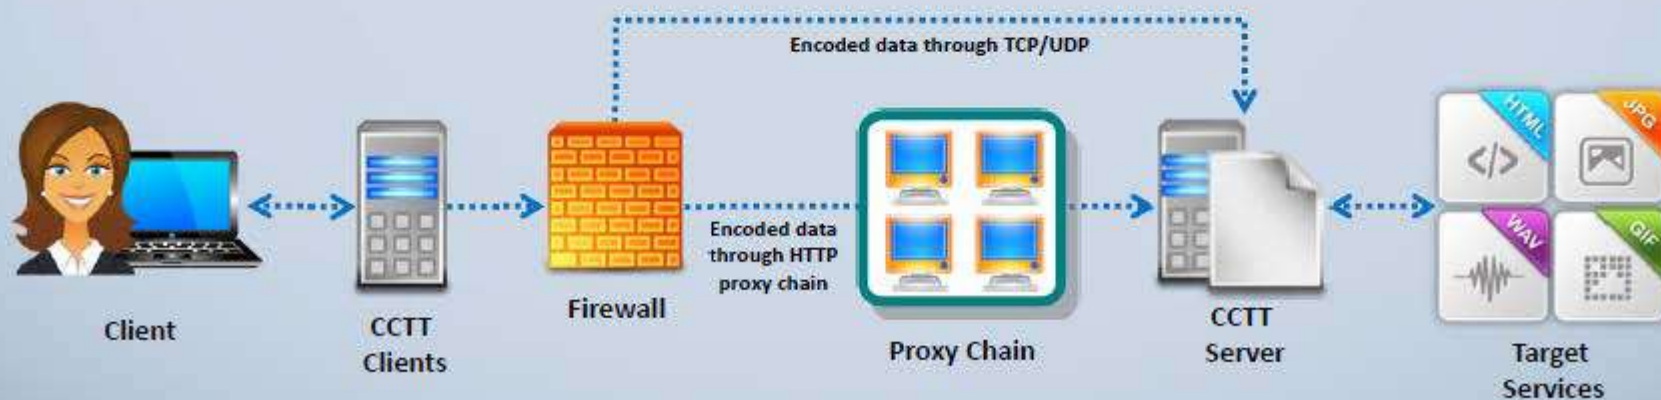 Encoded data through TCP/UDP
HTML
JPG
WAV
GIF
Encoded data
through HTTP
proxy chain
Client
CCTT
Clients
Firewall
Proxy Chain
CCTT
Server
Target
Services